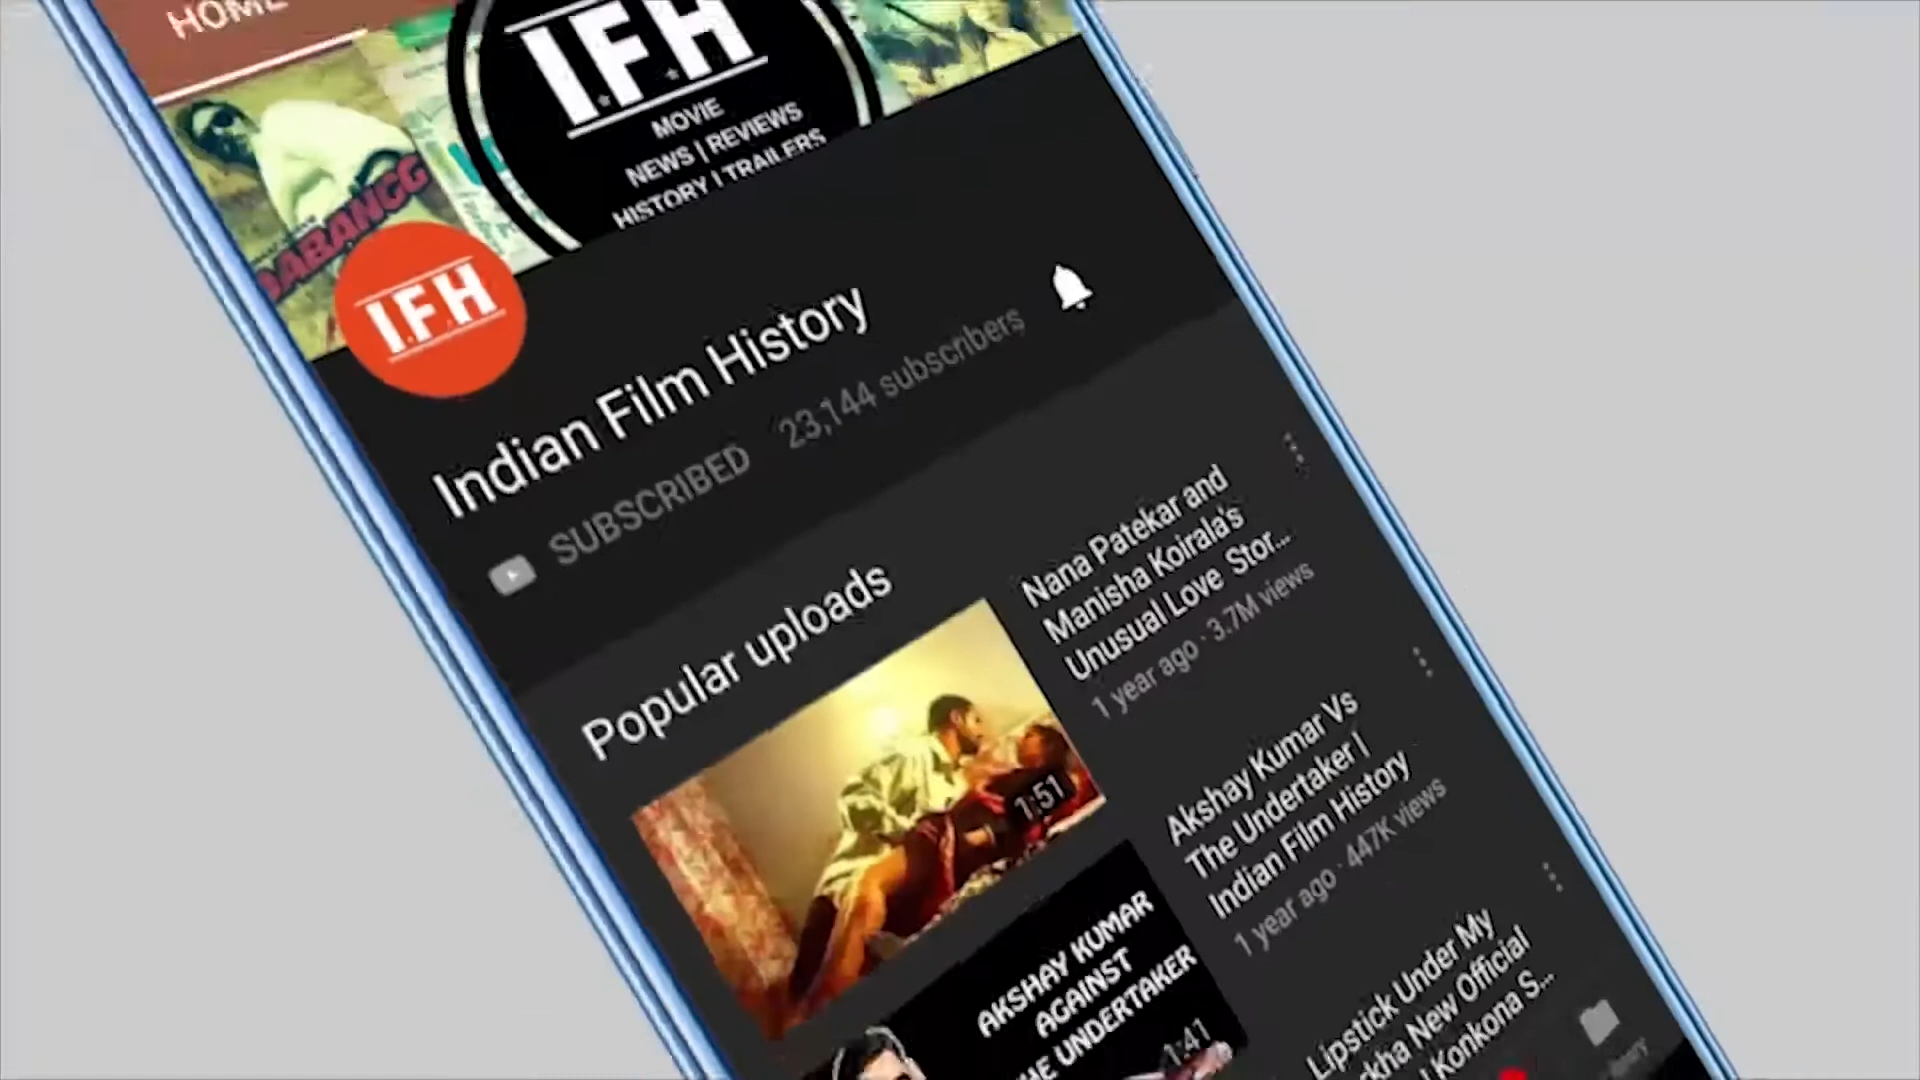 HOME
I.F.H
MOVIE
NEWS | REVIEWS
HISTORY | TRAILERS
DABANGG
I.F.H
Indian Film History
SUBSCRIBED 23,144 subscribers
Popular uploads
1:51
Nana Patekar and
Manisha Koirala's
Unusual Love Stor...
1 year ago · 3.7M views
AKSHAY KUMAR
AGAINST
THE UNDERTAKER
1:41
Akshay Kumar Vs
The Undertaker |
Indian Film History
1 year ago · 447K views
Lipstick Under My
rkha New Official
| Konkona S...